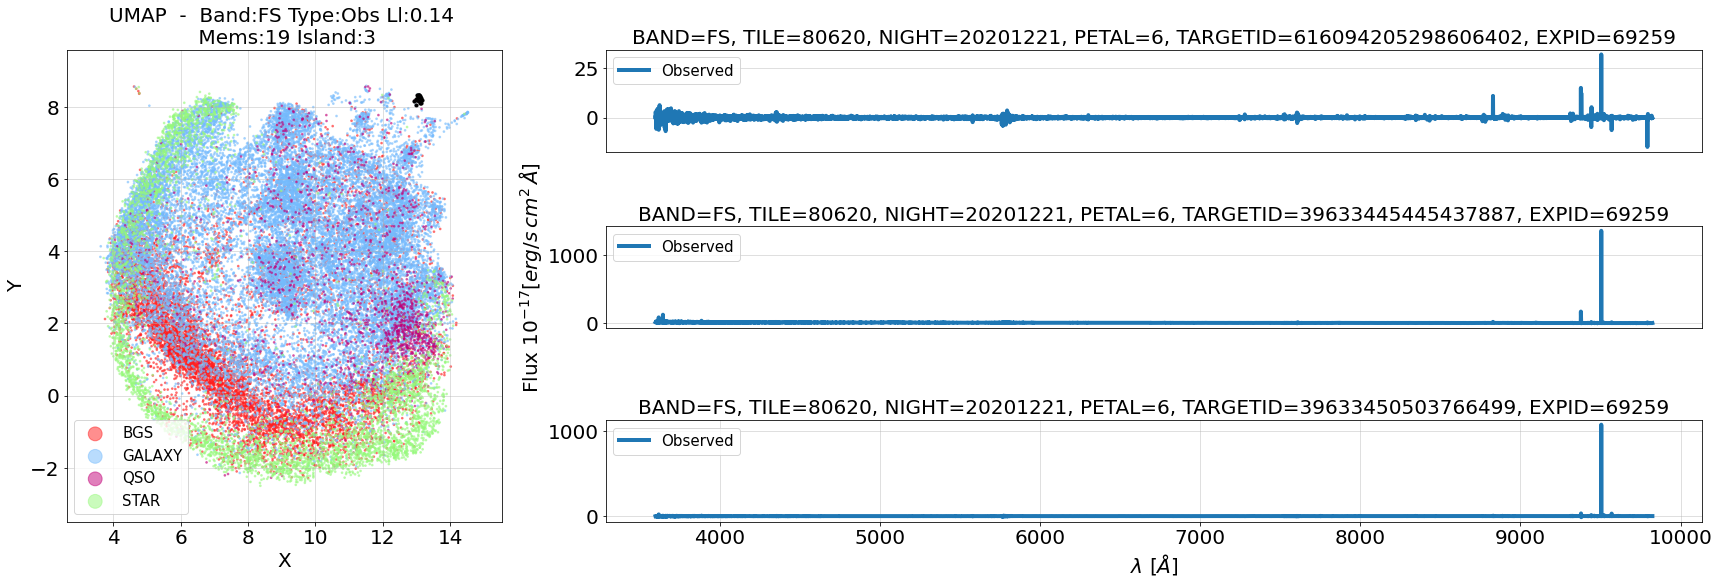 UMAP - Band:FS Type:Obs Ll:0.14
Mems:19 Island:3
Y
8
6
4
2
0
−2
BGS
GALAXY
QSO
STAR
4 6 8 10 12 14
X
Flux 10⁻¹⁷[erg/s cm² Å]
BAND=FS, TILE=80620, NIGHT=20201221, PETAL=6, TARGETID=616094205298606402, EXPID=69259
Observed
25
0
BAND=FS, TILE=80620, NIGHT=20201221, PETAL=6, TARGETID=39633445445437887, EXPID=69259
Observed
1000
0
BAND=FS, TILE=80620, NIGHT=20201221, PETAL=6, TARGETID=39633450503766499, EXPID=69259
Observed
1000
0
4000 5000 6000 7000 8000 9000 10000
λ [Å]